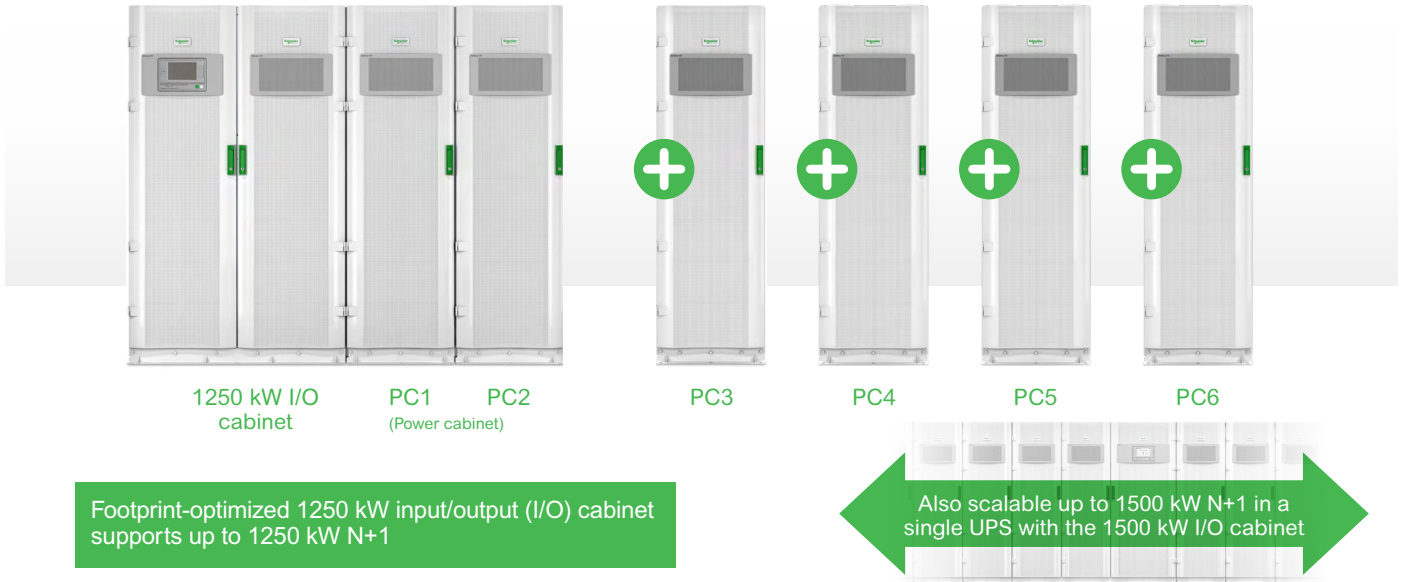 1250 kW I/O
cabinet
PC1
(Power cabinet)
PC2
PC3
PC4
PC5
PC6
Footprint-optimized 1250 kW input/output (I/O) cabinet
supports up to 1250 kW N+1
Also scalable up to 1500 kW N+1 in a
single UPS with the 1500 kW I/O cabinet